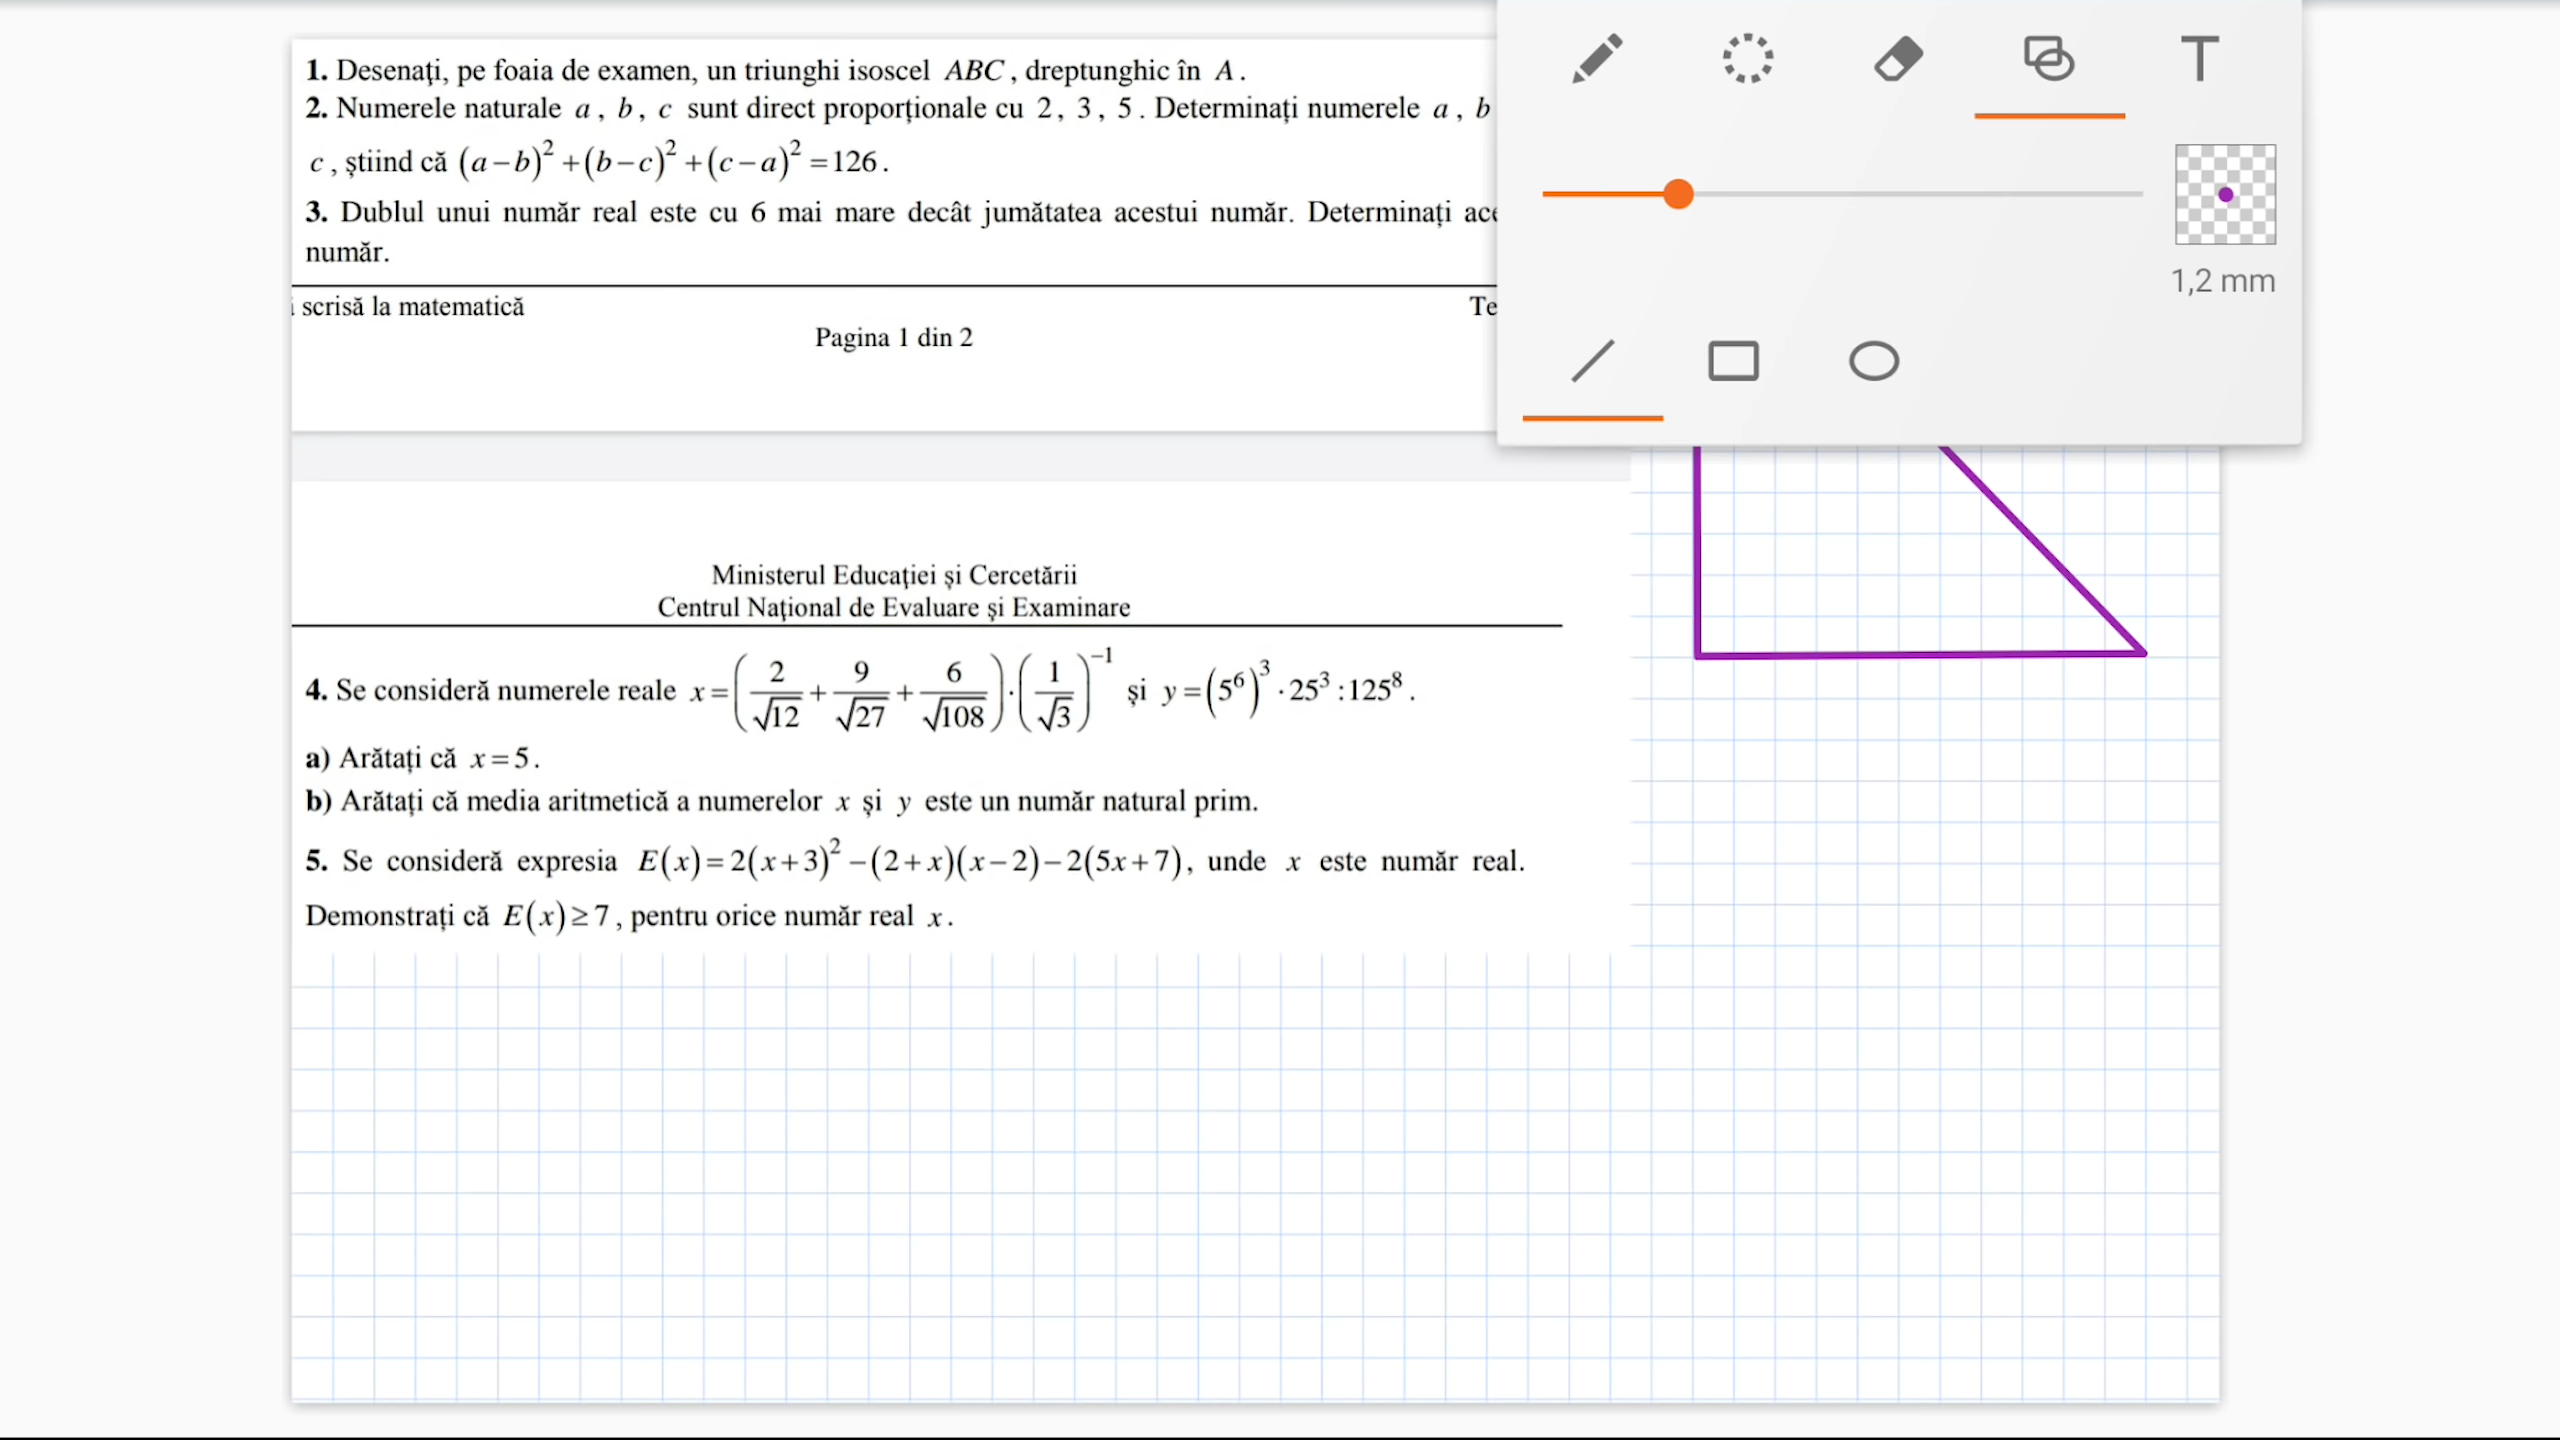 1. Desenați, pe foaia de examen, un triunghi isoscel ABC, dreptunghic în A.
2. Numerele naturale a, b, c sunt direct proporționale cu 2, 3, 5. Determinați numerele a, b
c, știind că (a−b)² + (b−c)² + (c−a)² = 126.
3. Dublul unui număr real este cu 6 mai mare decât jumătatea acestui număr. Determinați
număr.
scrisă la matematică
Pagina 1 din 2
1,2 mm
Ministerul Educației și Cercetării
Centrul Național de Evaluare și Examinare
4. Se consideră numerele reale x = (2/√12 + 9/√27 + 6/√108) · (1/√3)⁻¹ și y = (5⁶)³ · 25³ : 125⁸.
a) Arătați că x = 5.
b) Arătați că media aritmetică a numerelor x și y este un număr natural prim.
5. Se consideră expresia E(x) = 2(x+3)² − (2+x)(x−2) − 2(5x+7), unde x este număr real.
Demonstrați că E(x) ≥ 7, pentru orice număr real x.